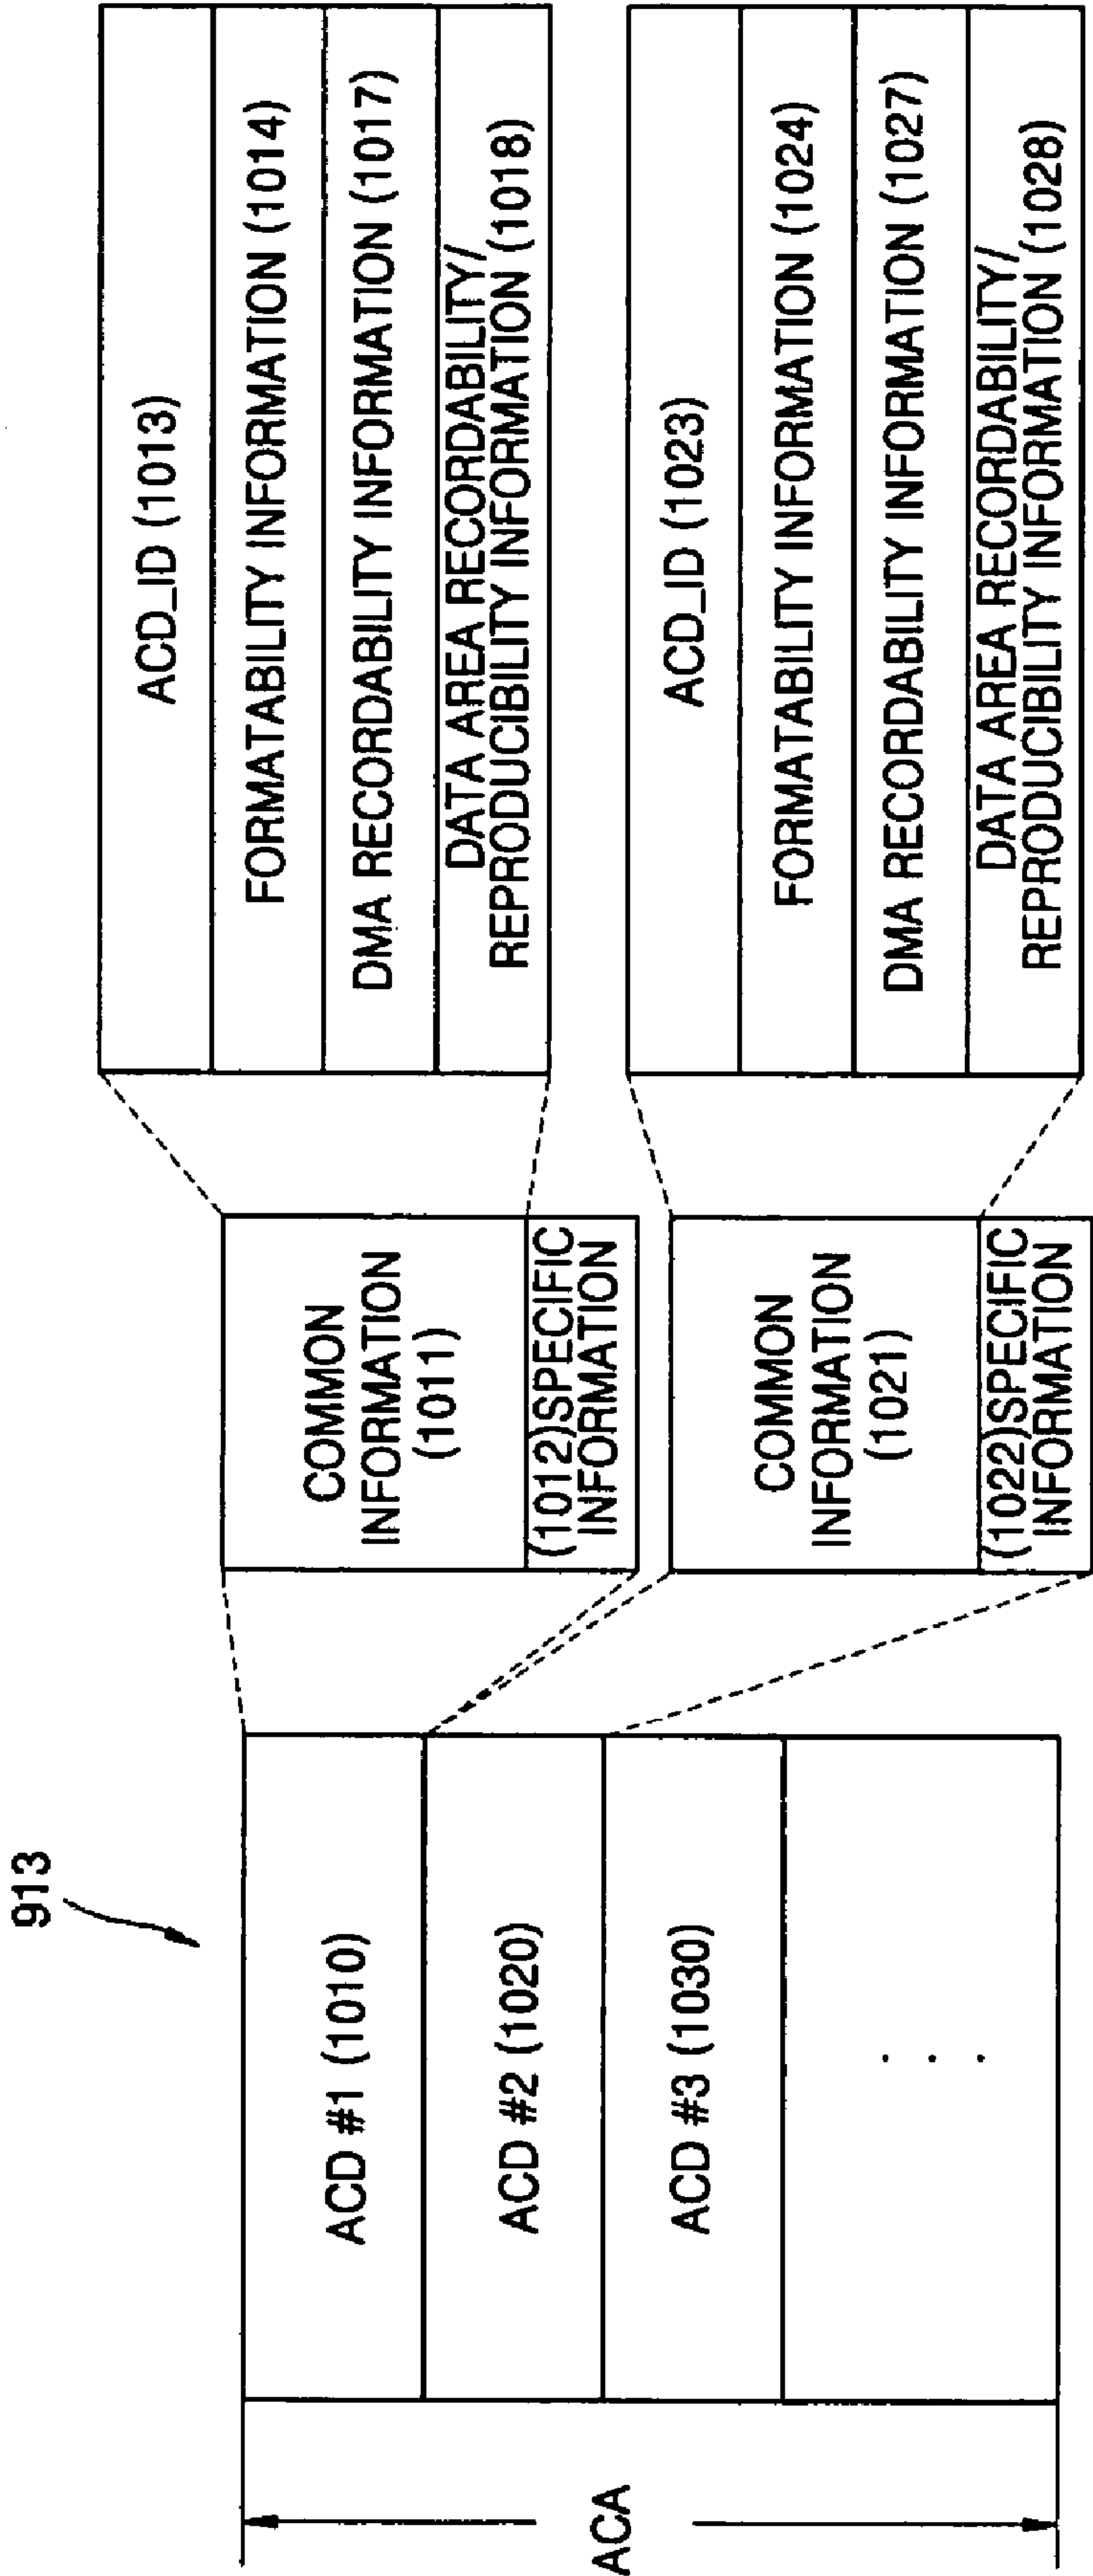 913
ACA
ACD #1 (1010)
ACD #2 (1020)
ACD #3 (1030)
. . .
COMMON
INFORMATION
(1011)
(1012)SPECIFIC
INFORMATION
COMMON
INFORMATION
(1021)
(1022)SPECIFIC
INFORMATION
ACD_ID (1013)
FORMATABILITY INFORMATION (1014)
DMA RECORDABILITY INFORMATION (1017)
DATA AREA RECORDABILITY/
REPRODUCIBILITY INFORMATION (1018)
ACD_ID (1023)
FORMATABILITY INFORMATION (1024)
DMA RECORDABILITY INFORMATION (1027)
DATA AREA RECORDABILITY/
REPRODUCIBILITY INFORMATION (1028)